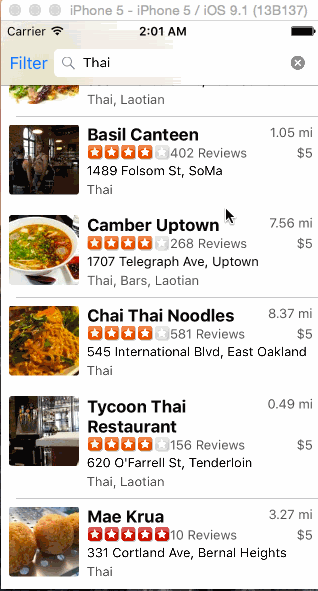 iPhone 5 - iPhone 5 / iOS 9.1 (13B137)
Carrier 2:01 AM
Filter Thai
Thai, Laotian
Basil Canteen 1.05 mi
402 Reviews $5
1489 Folsom St, SoMa
Thai
Camber Uptown 7.56 mi
268 Reviews $5
1707 Telegraph Ave, Uptown
Thai, Bars, Laotian
Chai Thai Noodles 8.37 mi
581 Reviews $5
545 International Blvd, East Oakland
Thai
Tycoon Thai 0.49 mi
Restaurant
156 Reviews $5
620 O'Farrell St, Tenderloin
Thai, Laotian
Mae Krua 3.27 mi
10 Reviews $5
331 Cortland Ave, Bernal Heights
Thai